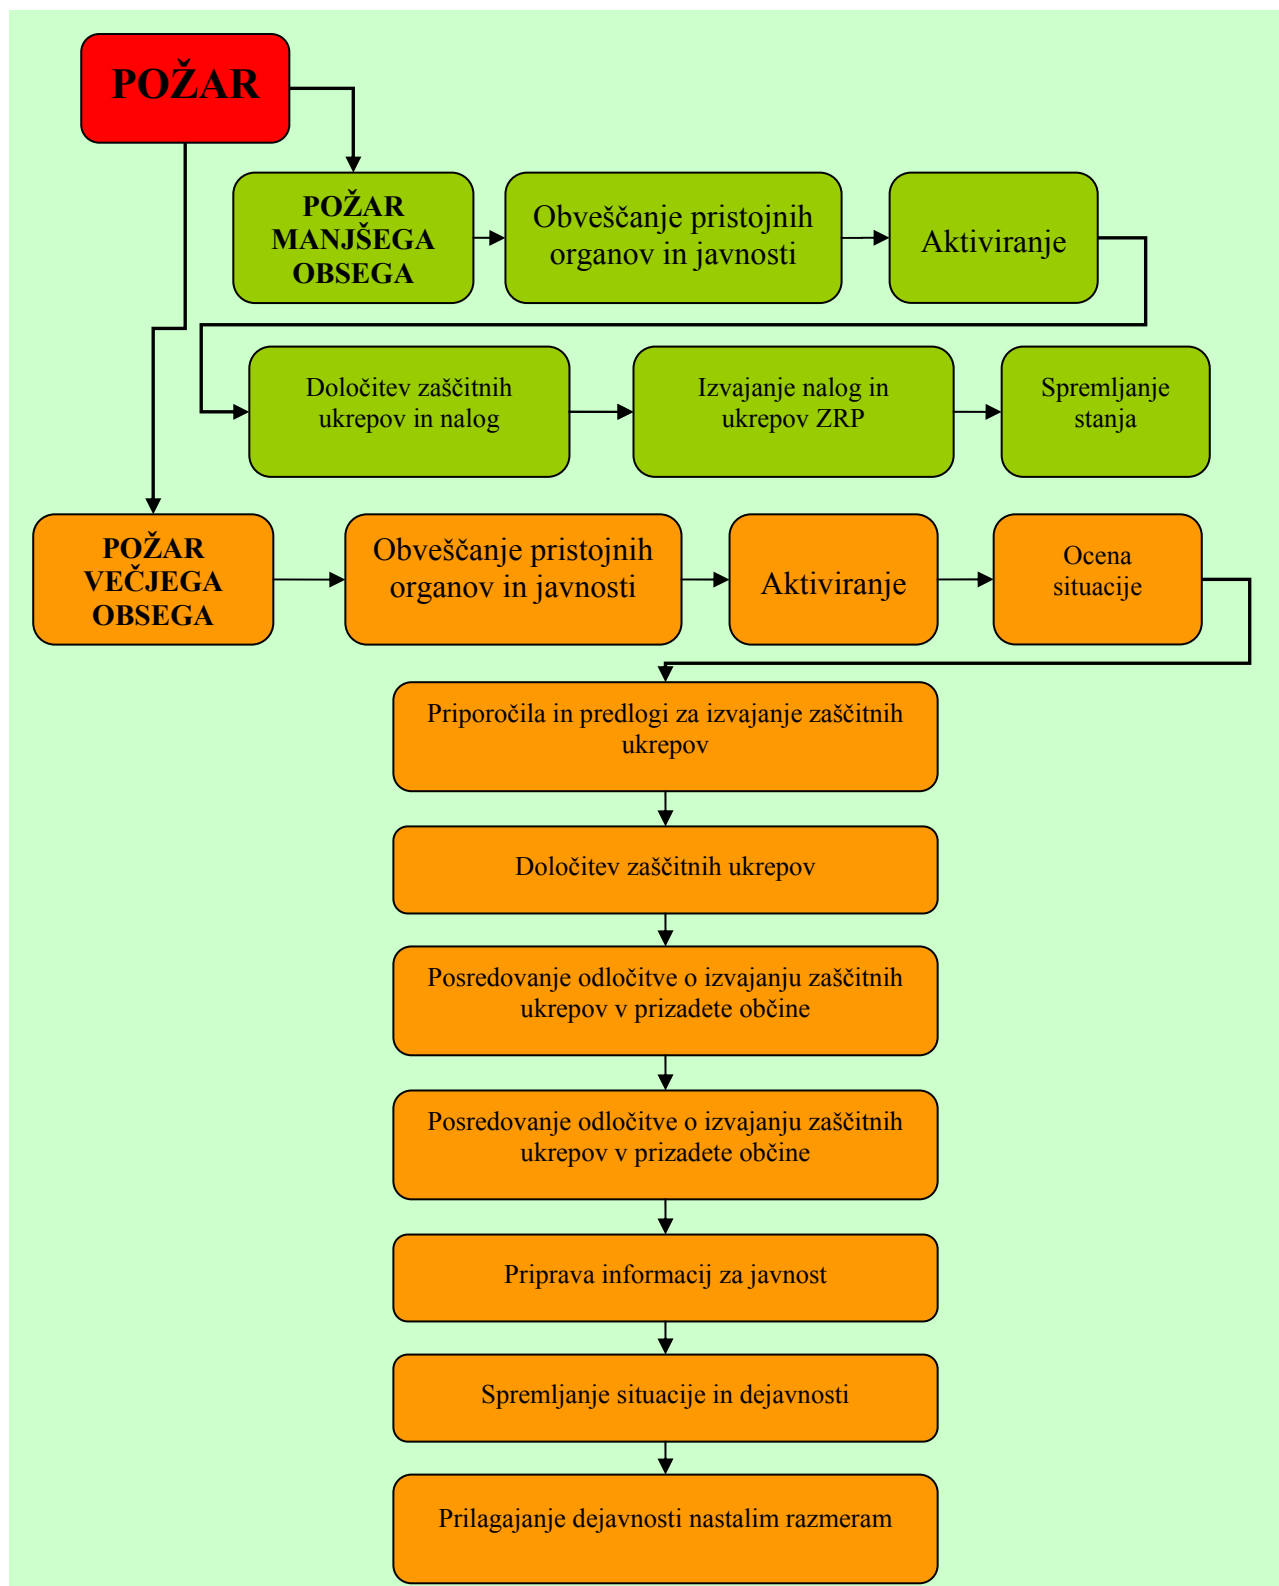 POŽAR
POŽAR
MANJŠEGA
OBSEGA
Obveščanje pristojnih
organov in javnosti
Aktiviranje
Določitev zaščitnih
ukrepov in nalog
Izvajanje nalog in
ukrepov ZRP
Spremljanje
stanja
POŽAR
VEČJEGA
OBSEGA
Obveščanje pristojnih
organov in javnosti
Aktiviranje
Ocena
situacije
Priporočila in predlogi za izvajanje zaščitnih
ukrepov
Določitev zaščitnih ukrepov
Posredovanje odločitve o izvajanju zaščitnih
ukrepov v prizadete občine
Posredovanje odločitve o izvajanju zaščitnih
ukrepov v prizadete občine
Priprava informacij za javnost
Spremljanje situacije in dejavnosti
Prilagajanje dejavnosti nastalim razmeram